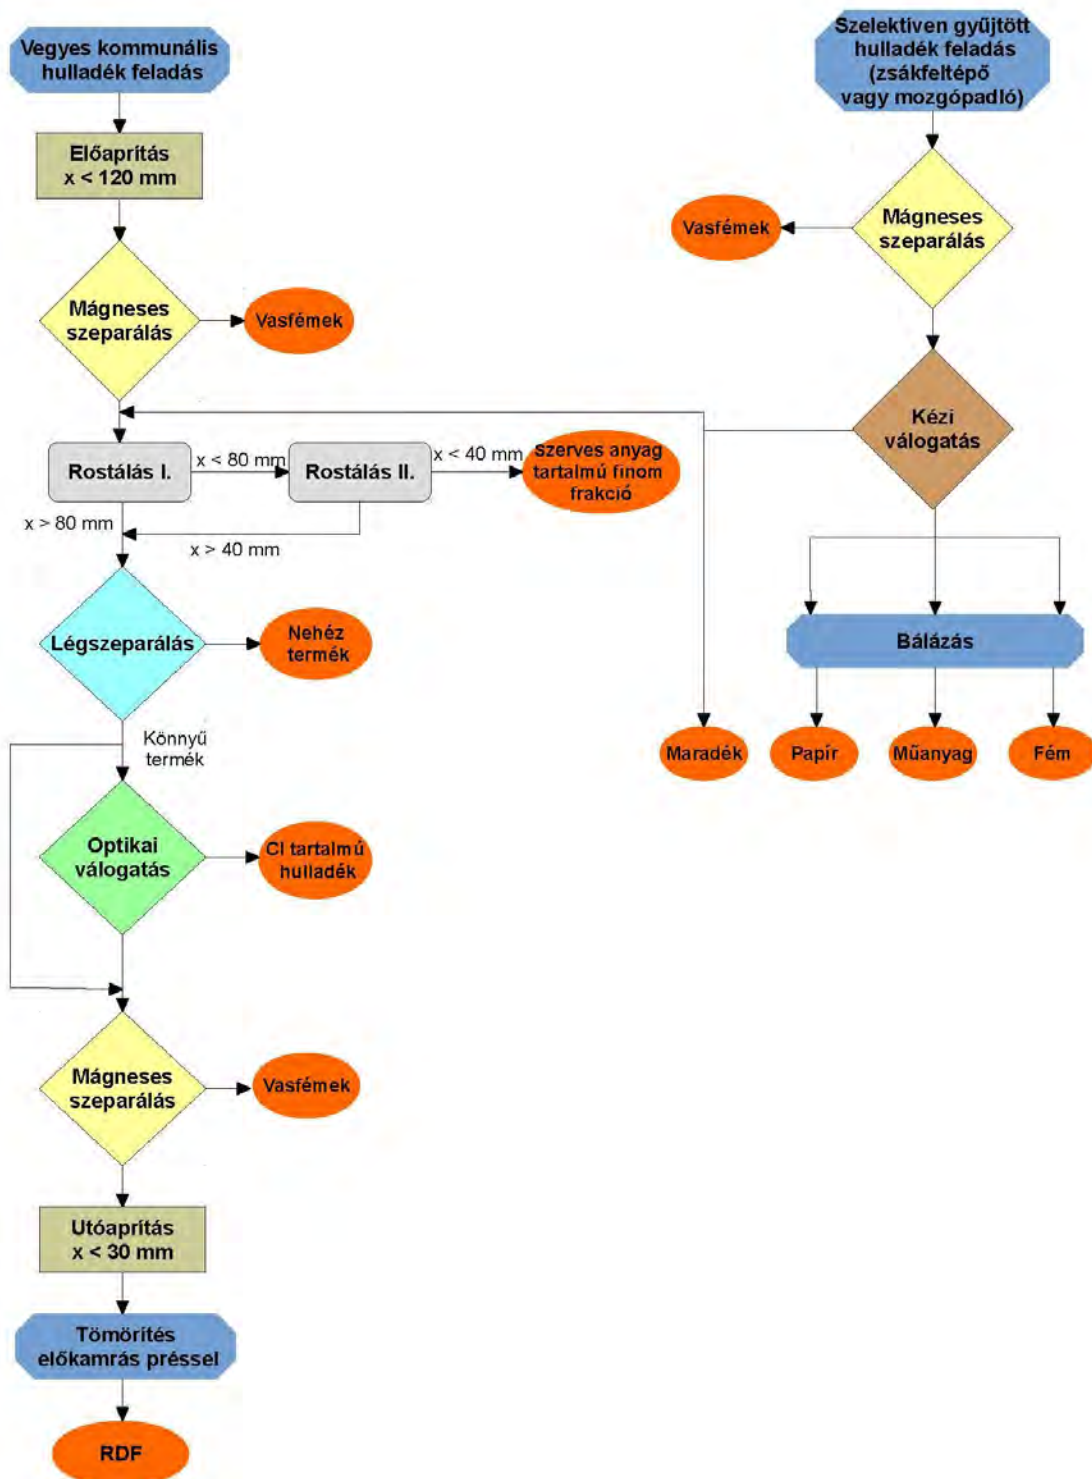 Vegyes kommunális
hulladék feladás
Előaprítás
x < 120 mm
Mágneses
szeparálás
Vasfémek
Rostálás I.
x < 80 mm
Rostálás II.
x < 40 mm
szerves anyag
tartalmú finom
frakció
x > 80 mm
x > 40 mm
Légszeparálás
Nehéz
termék
Könnyű
termék
Optikai
válogatás
Cl tartalmú
hulladék
Mágneses
szeparálás
Vasfémek
Utóaprítás
x < 30 mm
Tömörítés
előkamrás préssel
RDF
Szelektiven gyűjtött
hulladék feladás
(zsákfeltépő
vagy mozgópadló)
Mágneses
szeparálás
Vasfémek
Kézi
válogatás
Bálázás
Maradék
Papír
Műanyag
Fém